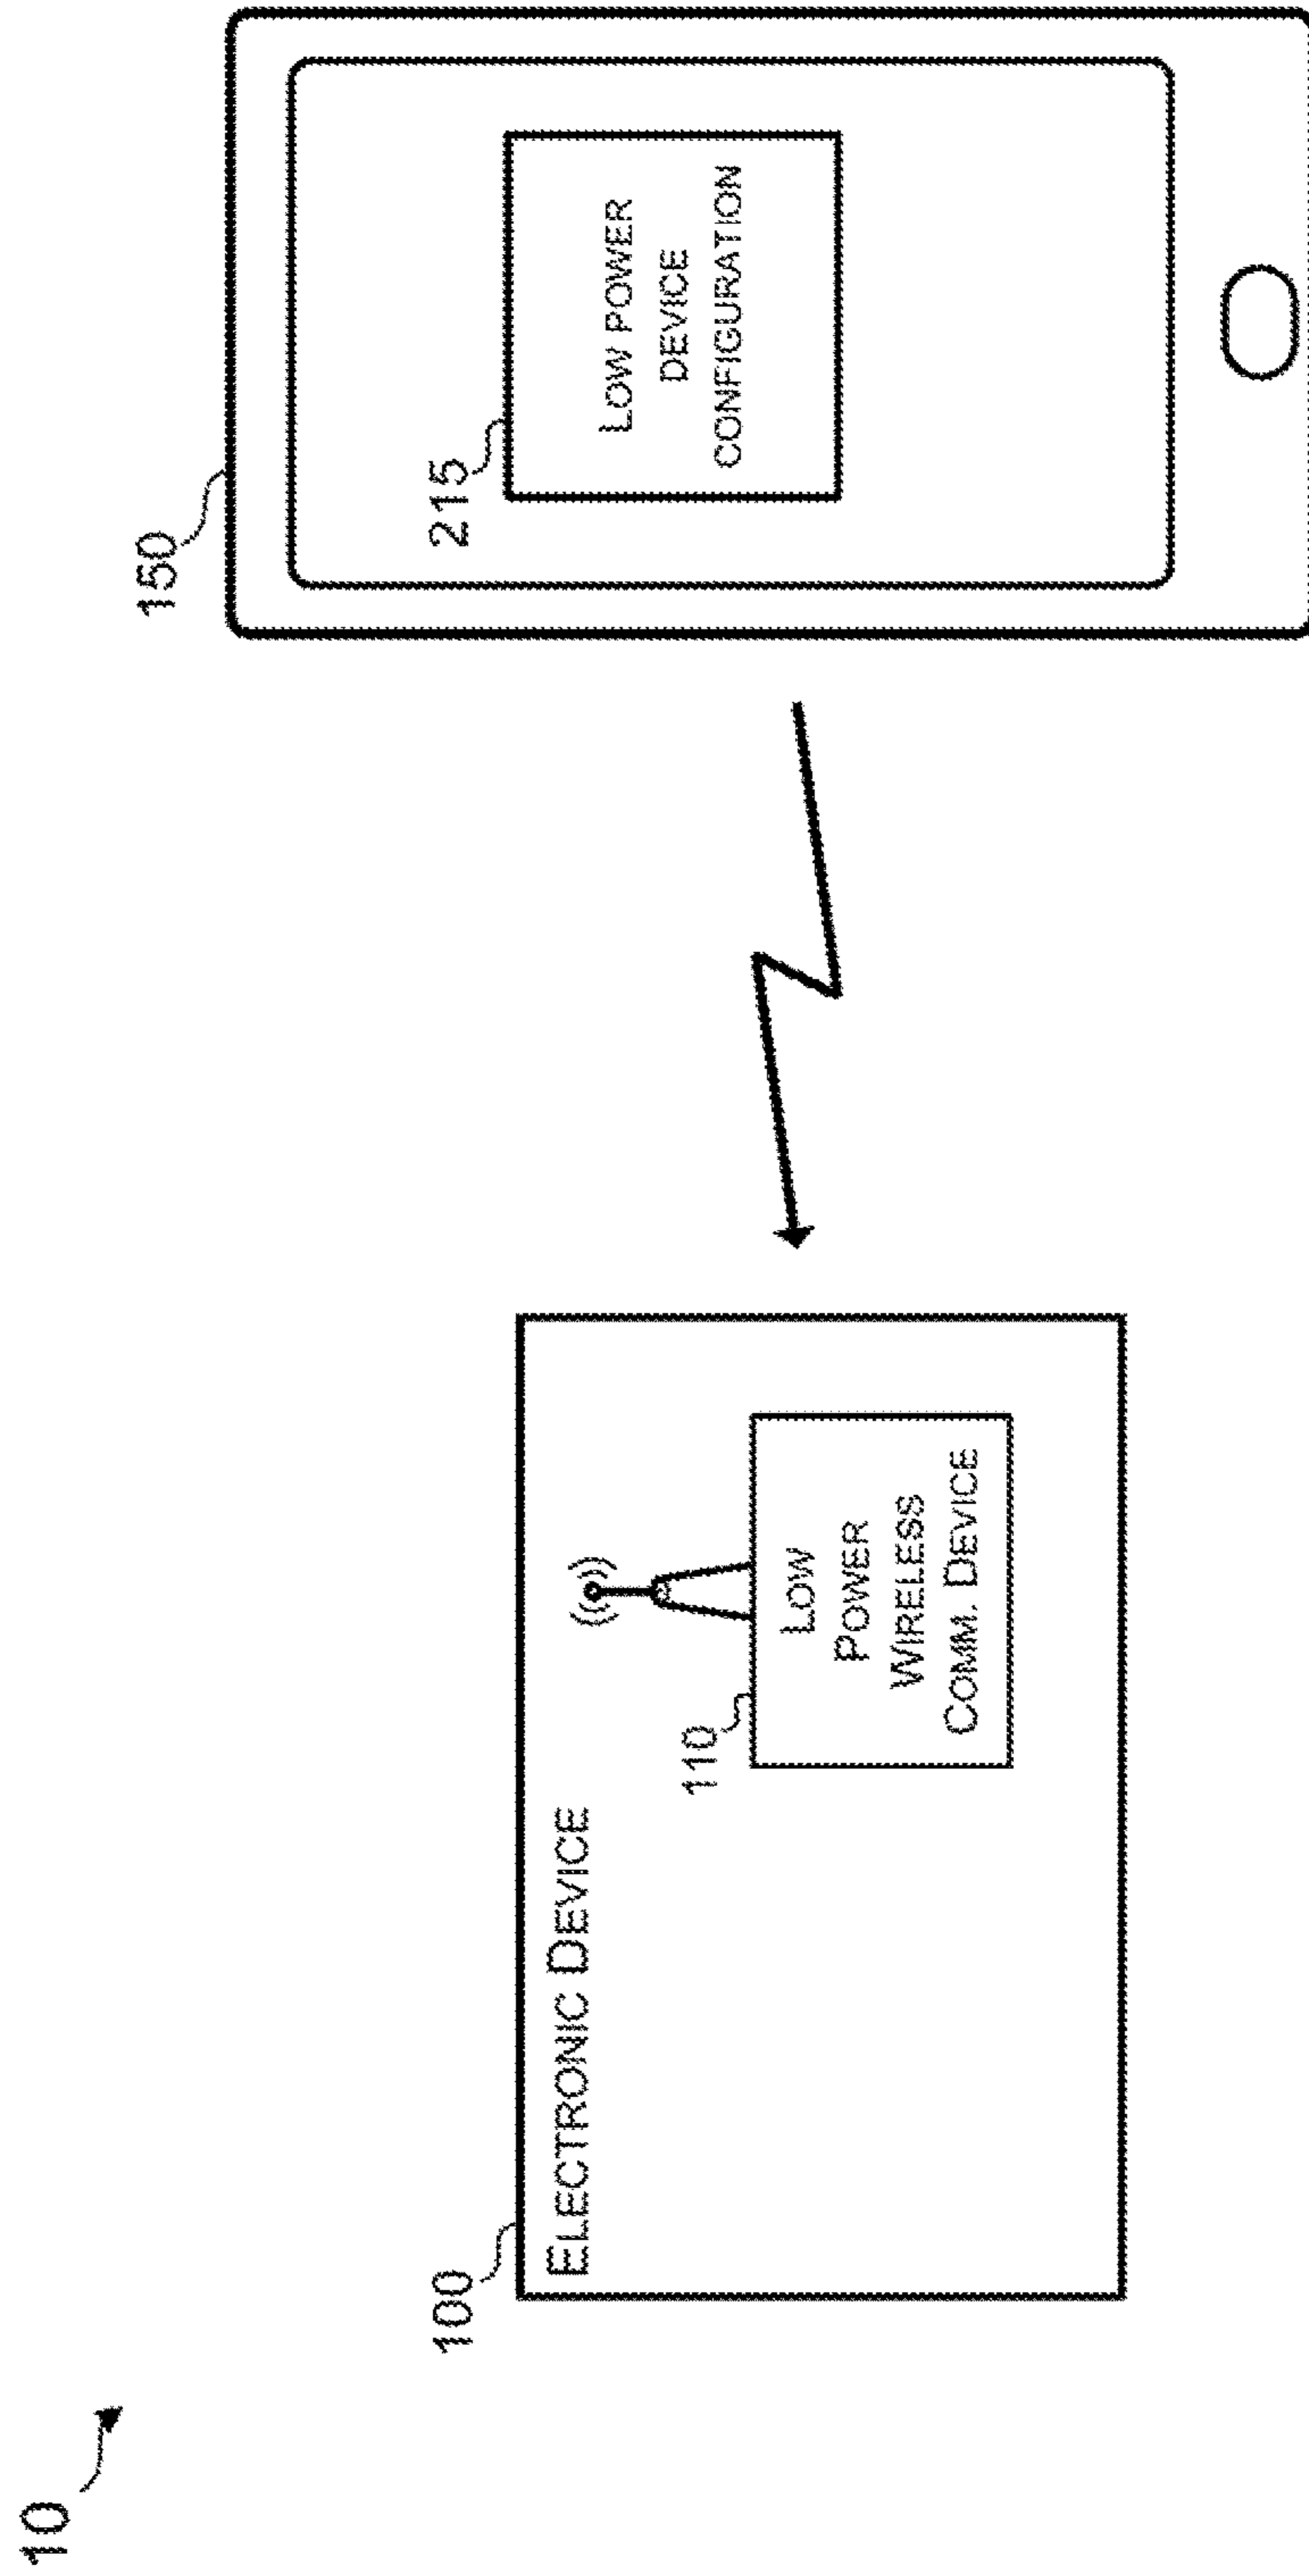 10
100
ELECTRONIC DEVICE
110
LOW
POWER
WIRELESS
COMM. DEVICE
150
215
LOW POWER
DEVICE
CONFIGURATION